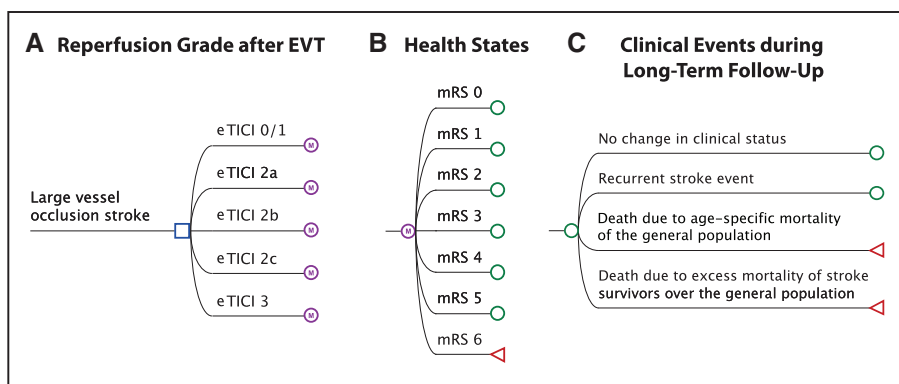 A Reperfusion Grade after EVT
Large vessel
occlusion stroke
eTICI 0/1
M
eTICI 2a
M
eTICI 2b
M
eTICI 2c
M
eTICI 3
M
B Health States
M
mRS 0
mRS 1
mRS 2
mRS 3
mRS 4
mRS 5
mRS 6
C Clinical Events during
Long-Term Follow-Up
No change in clinical status
Recurrent stroke event
Death due to age-specific mortality
of the general population
Death due to excess mortality of stroke
survivors over the general population